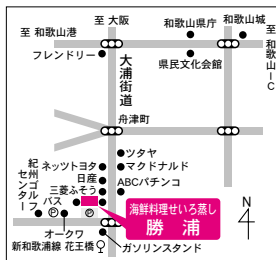 至 和歌山港
至 大阪
和歌山県庁
和歌山城
至 和歌山IC
フレンドリー
県民文化会館
大浦街道
舟津町
ツタヤ
マクドナルド
ABCパチンコ
ネッツトヨタ
日産
三菱ふそう
バス
紀州ゴルフ
センタール
海鮮料理せいろ蒸し
勝浦
P
P
N
4
オークワ
新和歌浦線 花王橋
ガソリンスタンド